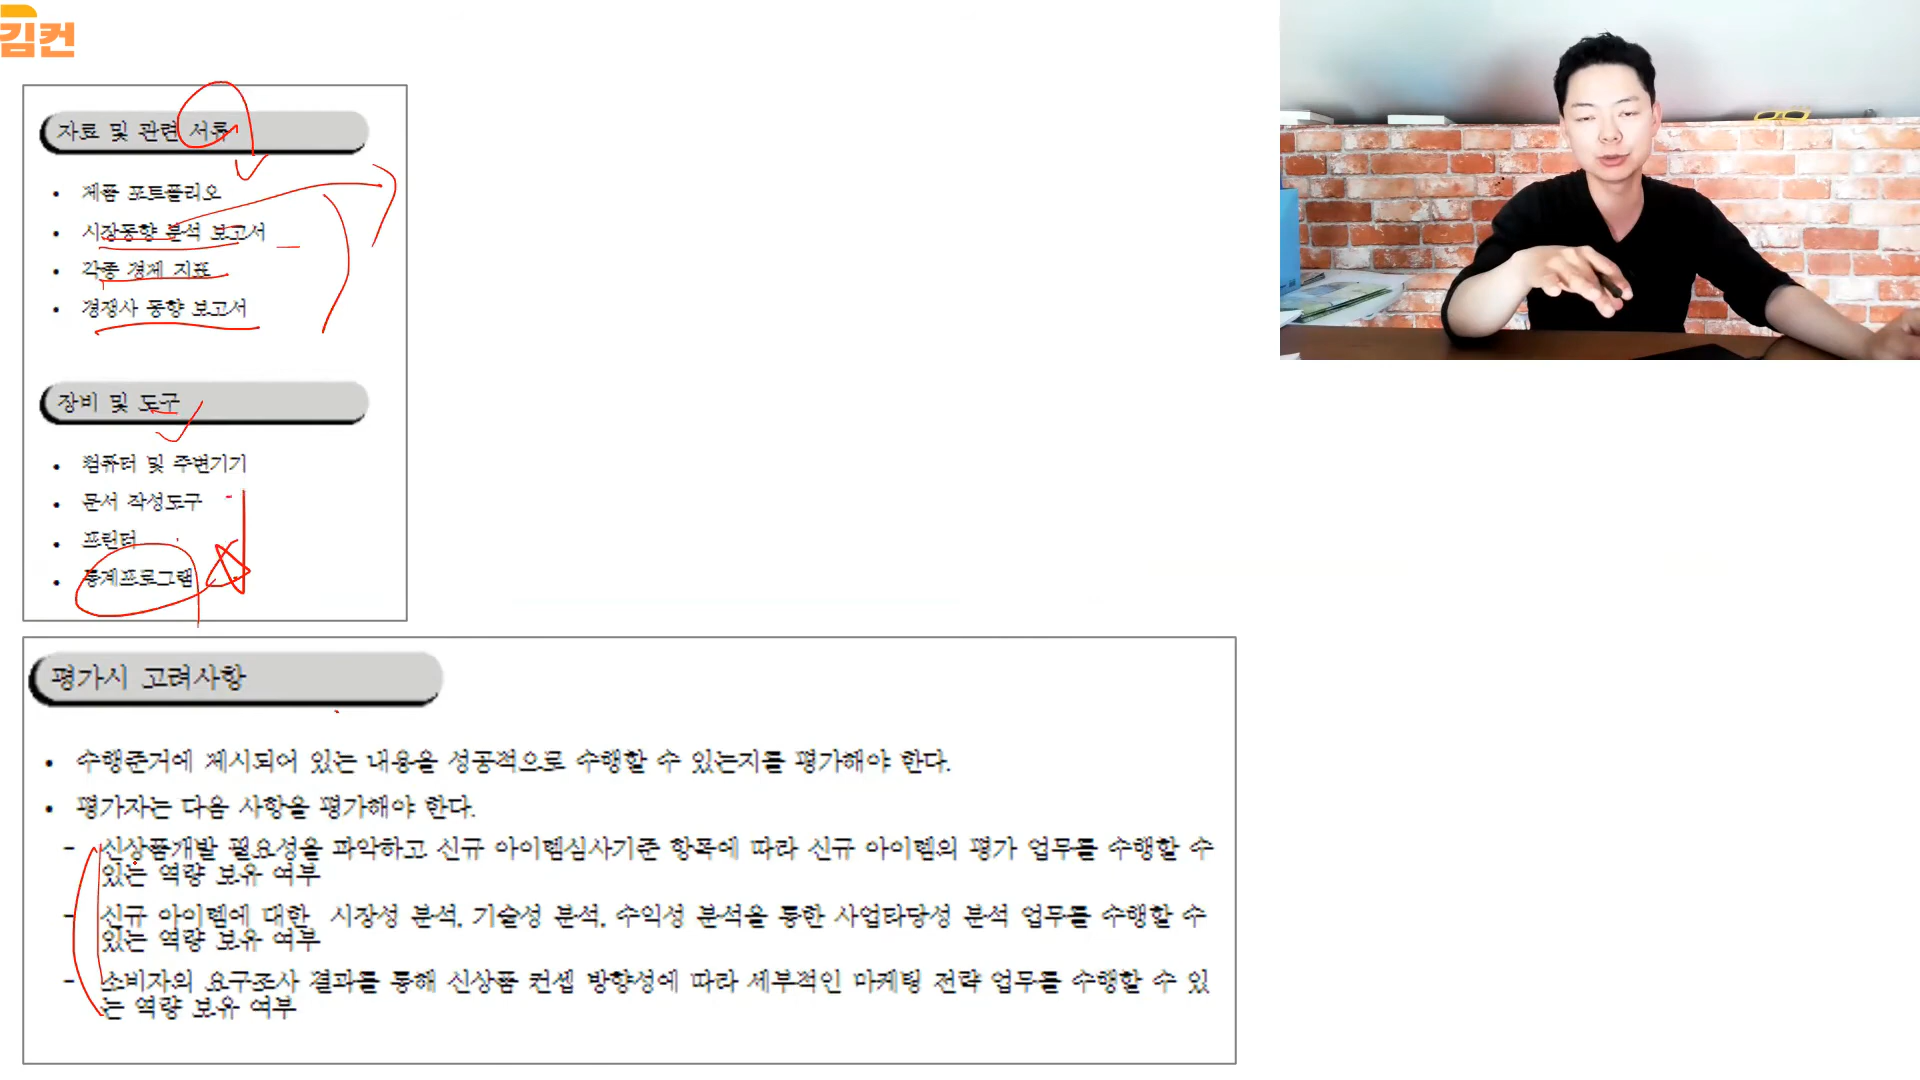 김컨
자료 및 관련 서류
• 제품 포트폴리오
• 시장동향 분석 보고서
• 각종 경제 지표
• 경쟁사 동향 보고서
장비 및 도구
• 컴퓨터 및 주변기기
• 문서 작성도구
• 프린터
• 통계프로그램
평가시 고려사항
• 수행준거에 제시되어 있는 내용을 성공적으로 수행할 수 있는지를 평가해야 한다.
• 평가자는 다음 사항을 평가해야 한다.
- 신상품개발 필요성을 파악하고 신규 아이템심사기준 항목에 따라 신규 아이템의 평가 업무를 수행할 수
있는 역량 보유 여부
- 신규 아이템에 대한 시장성 분석, 기술성 분석, 수익성 분석을 통한 사업타당성 분석 업무를 수행할 수
있는 역량 보유 여부
- 소비자의 요구조사 결과를 통해 신상품 컨셉 방향성에 따라 세부적인 마케팅 전략 업무를 수행할 수 있
는 역량 보유 여부